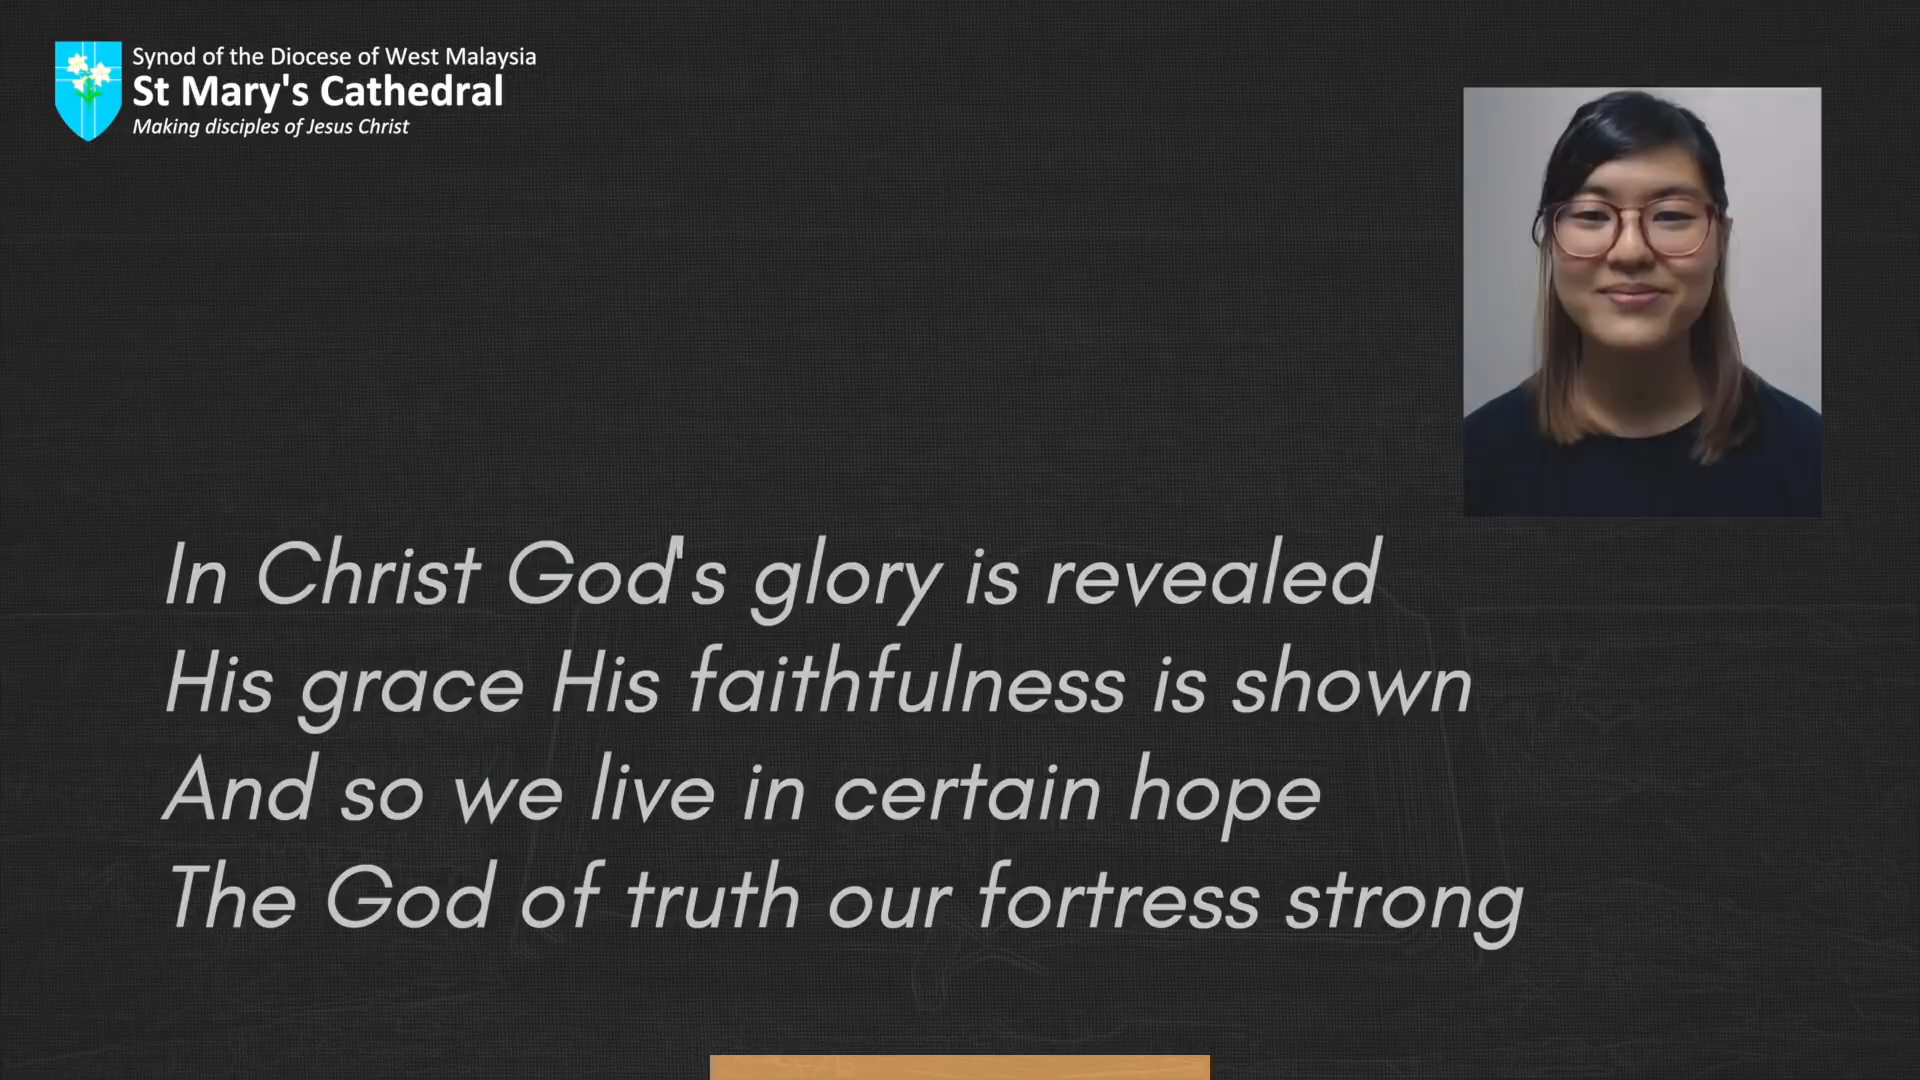 Synod of the Diocese of West Malaysia
St Mary's Cathedral
Making disciples of Jesus Christ
In Christ God's glory is revealed
His grace His faithfulness is shown
And so we live in certain hope
The God of truth our fortress strong